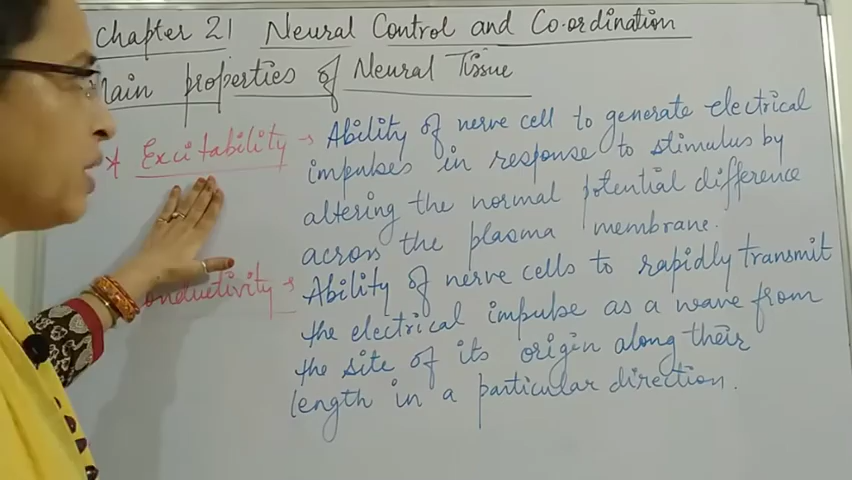 Chapter 21 Neural Control and Co-ordination
Main properties of Neural Tissue
* Excitability → Ability of nerve cell to generate electrical
impulses in response to stimulus by
altering the normal potential difference
across the plasma membrane.
onductivity → Ability of nerve cells to rapidly transmit
the electrical impulse as a wave from
the site of its origin along their
length in a particular direction.